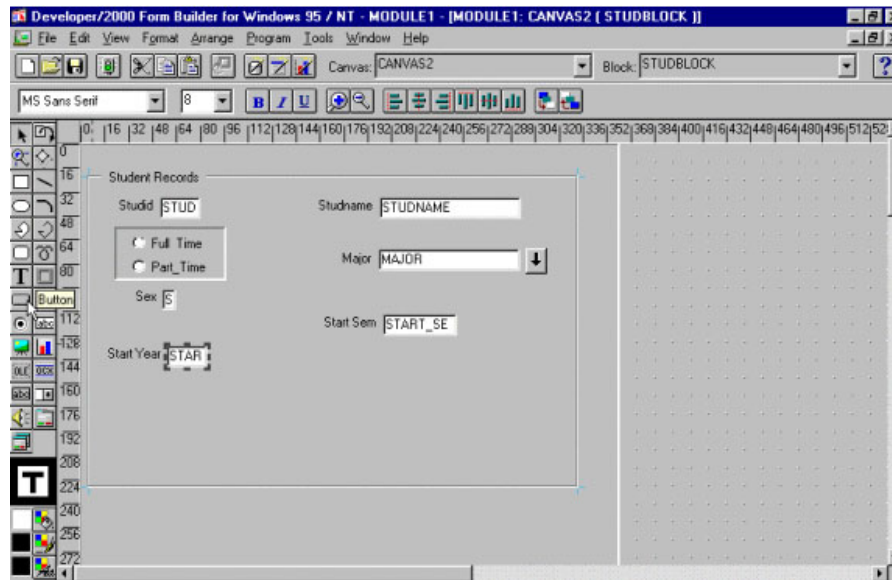 Developer/2000 Form Builder for Windows 95 / NT - MODULE1 - [MODULE1: CANVAS2 ( STUDBLOCK )]
File Edit View Format Arrange Program Tools Window Help
Canvas: CANVAS2 Block: STUDBLOCK
MS Sans Serif 8 B I U
0 16 32 48 64 80 96 112 128 144 160 176 192 208 224 240 256 272 288 304 320 336 352 368 384 400 416 432 448 464 480 496 512
0
16
32
48
64
80
112
128
144
160
176
192
208
224
240
256
272
T
Button
abc
OLE OCX
abc
T
Student Records
Studid STUD Studname STUDNAME
Full Time
Part_Time
Major MAJOR
Sex S
Start Sem START_SE
Start Year STAR